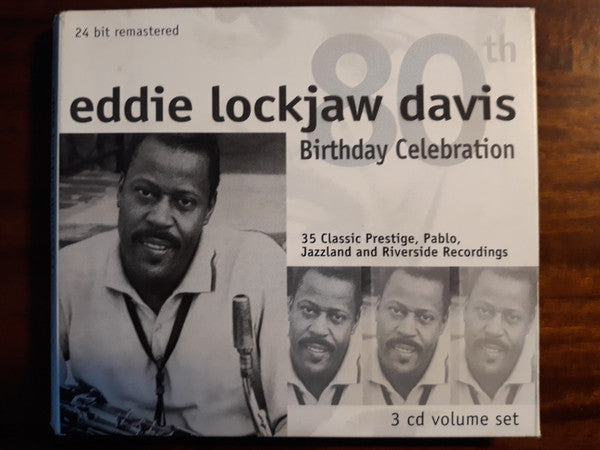 24 bit remastered
80th
eddie lockjaw davis
Birthday Celebration
35 Classic Prestige, Pablo,
Jazzland and Riverside Recordings
3 cd volume set